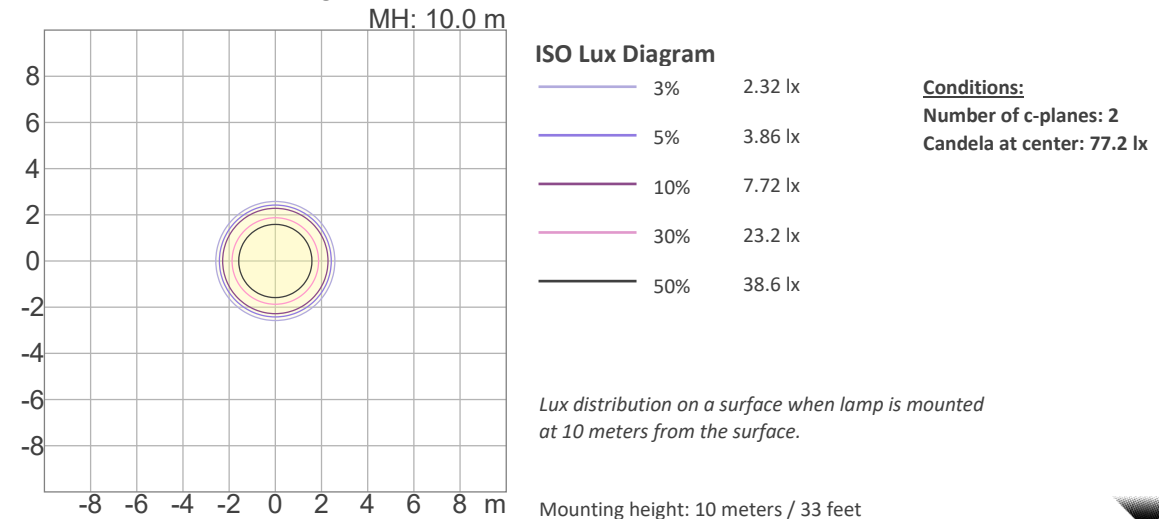 MH: 10.0 m
8
6
4
2
0
-2
-4
-6
-8
-8 -6 -4 -2 0 2 4 6 8 m
ISO Lux Diagram
3% 2.32 lx
5% 3.86 lx
10% 7.72 lx
30% 23.2 lx
50% 38.6 lx
Conditions:
Number of c-planes: 2
Candela at center: 77.2 lx
Lux distribution on a surface when lamp is mounted
at 10 meters from the surface.
Mounting height: 10 meters / 33 feet